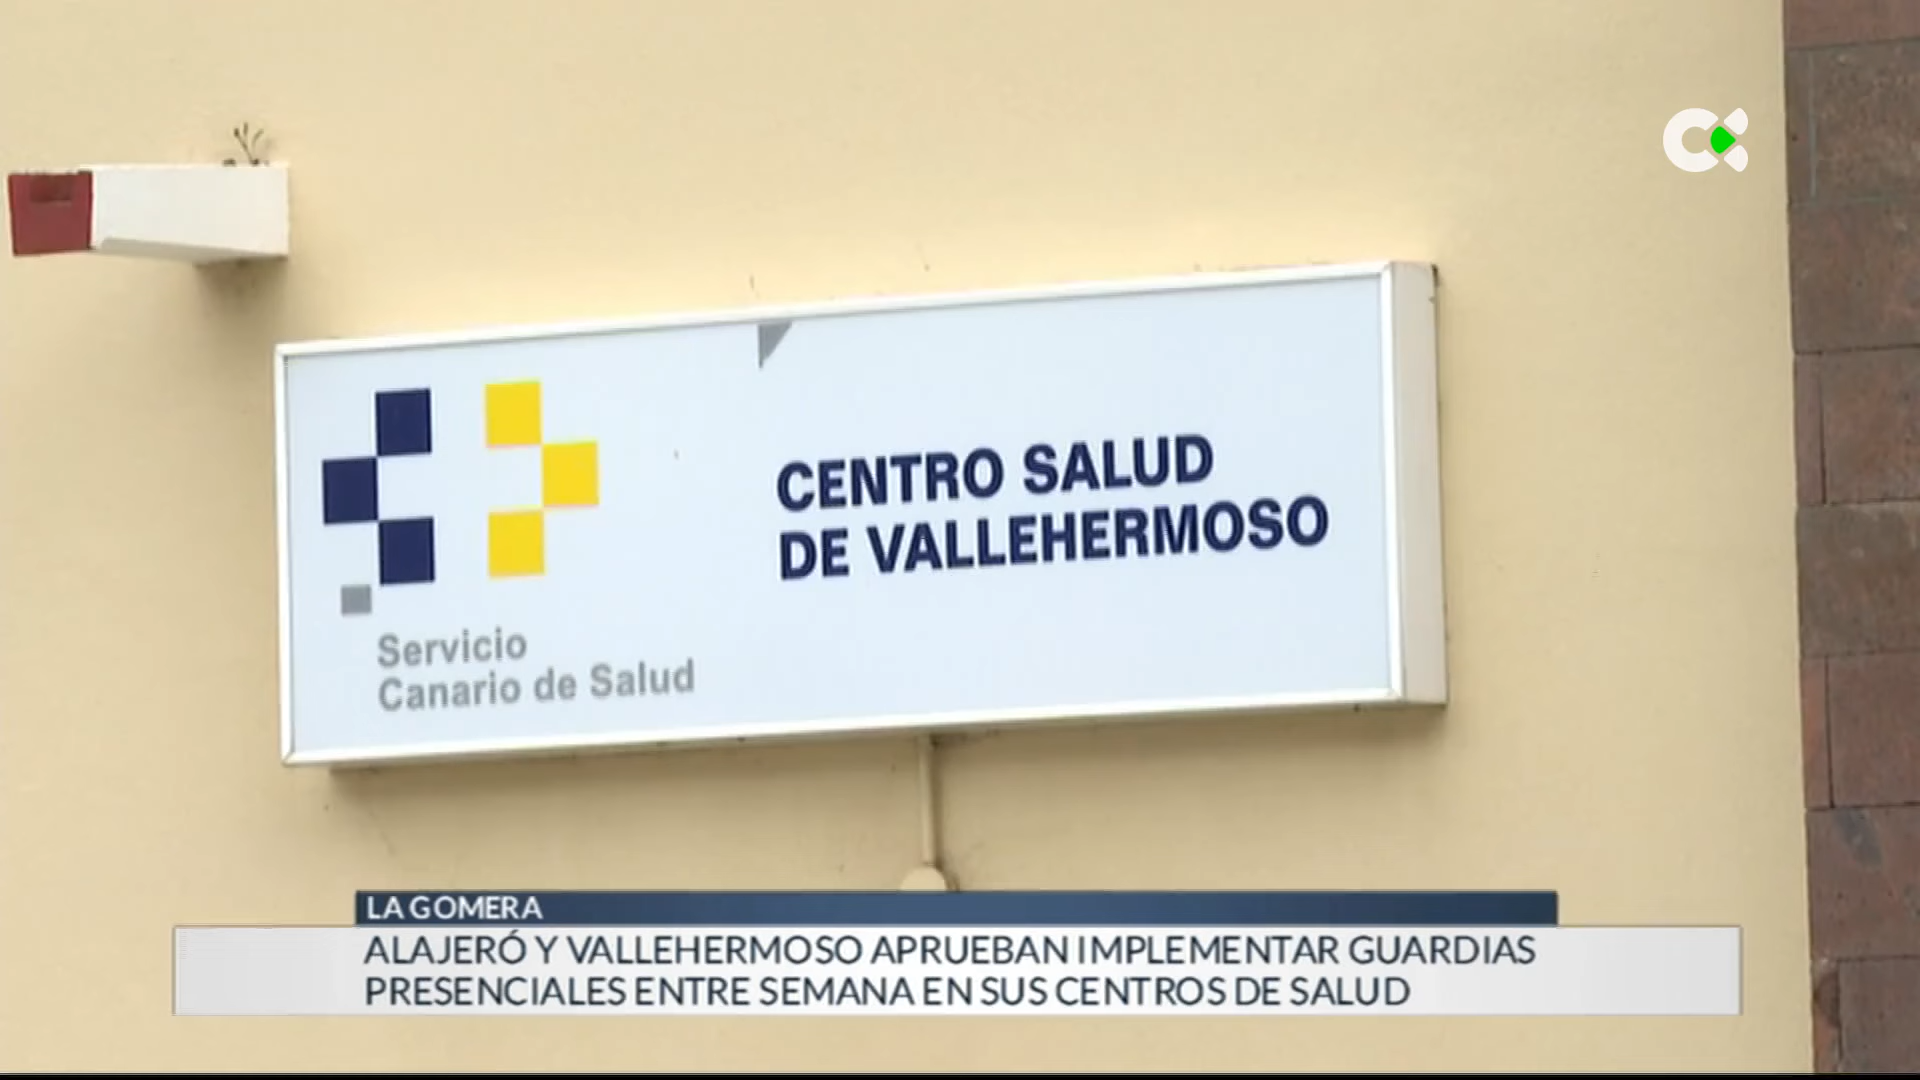 CENTRO SALUD
DE VALLEHERMOSO
Servicio
Canario de Salud
LA GOMERA
ALAJERÓ Y VALLEHERMOSO APRUEBAN IMPLEMENTAR GUARDIAS
PRESENCIALES ENTRE SEMANA EN SUS CENTROS DE SALUD